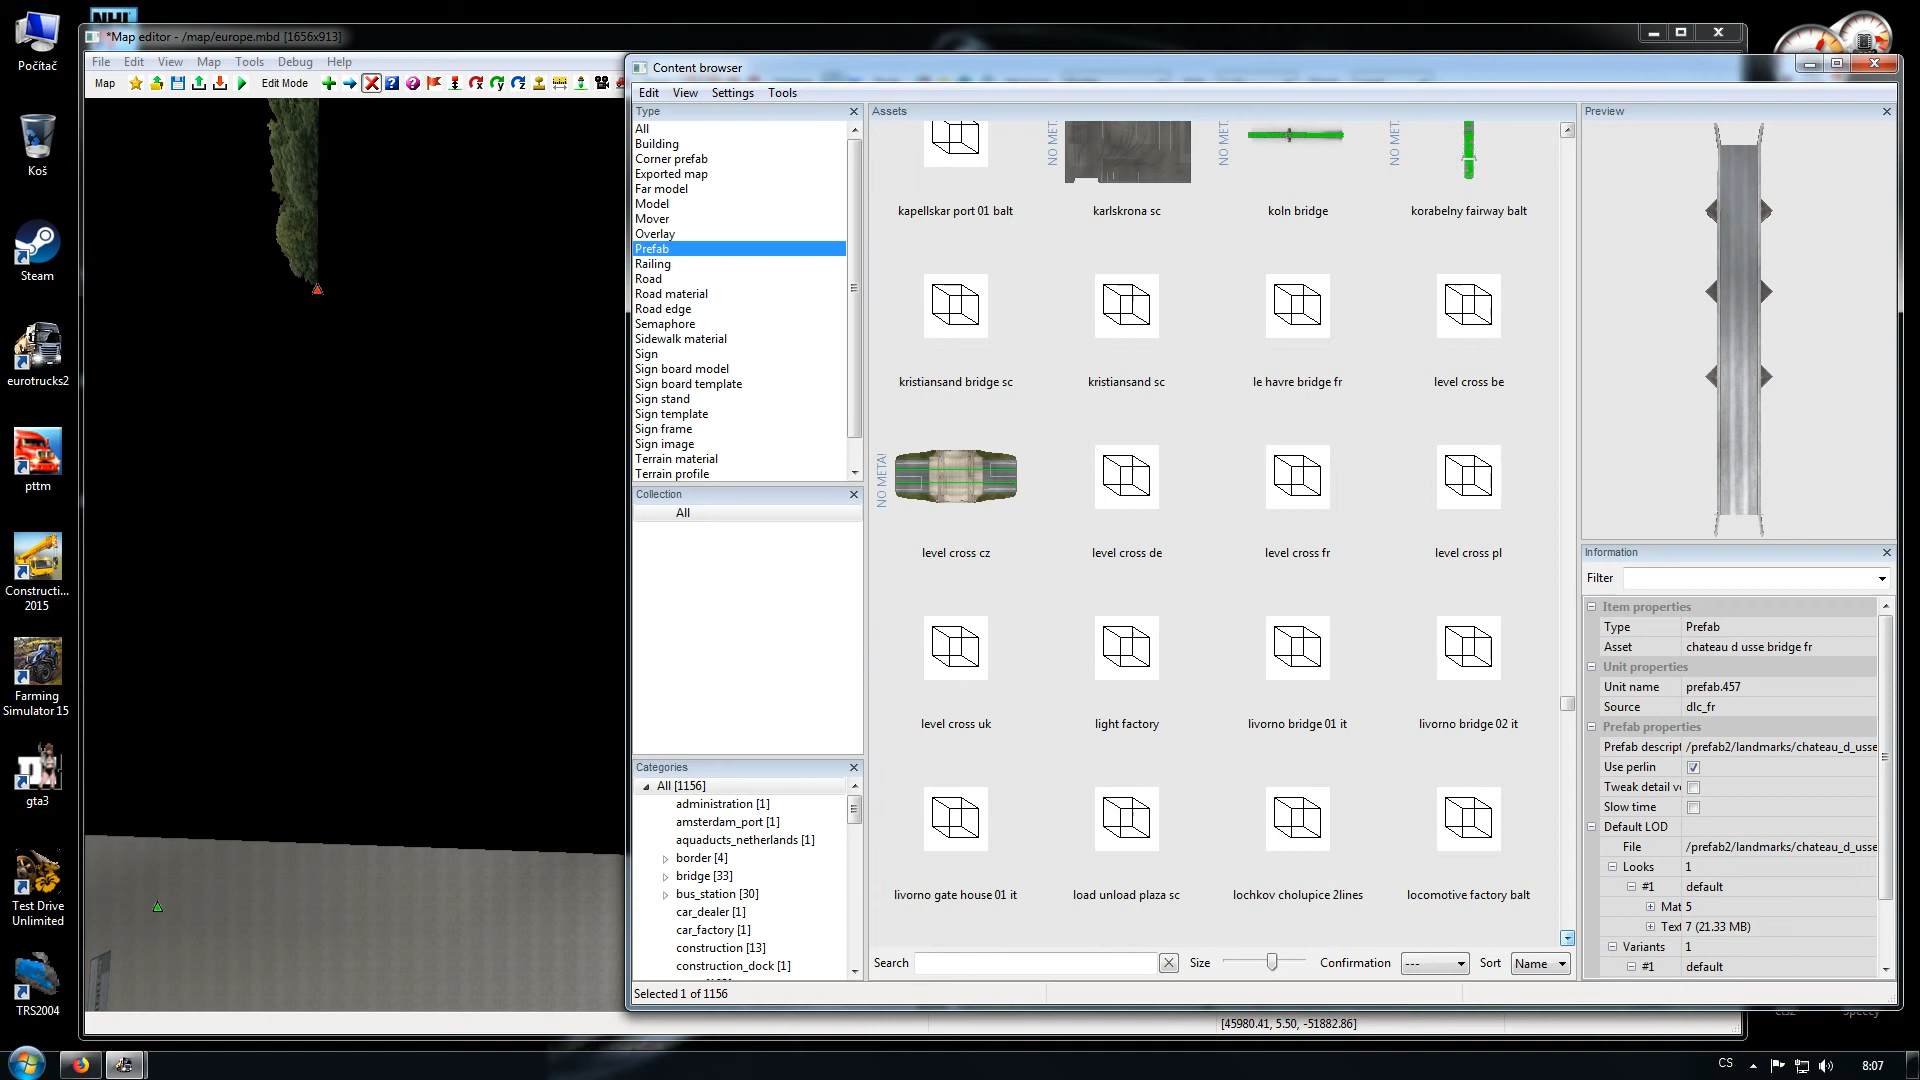 NHL
Počítač
Koš
Steam
eurotrucks2
pttm
Constructi...
2015
Farming
Simulator 15
gta3
Test Drive
Unlimited
TRS2004
*Map editor - /map/europe.mbd [1656x913]
File Edit View Map Tools Debug Help
Map Edit Mode
Content browser
Edit View Settings Tools
Type
All
Building
Corner prefab
Exported map
Far model
Model
Mover
Overlay
Prefab
Railing
Road
Road material
Road edge
Semaphore
Sidewalk material
Sign
Sign board model
Sign board template
Sign stand
Sign template
Sign frame
Sign image
Terrain material
Terrain profile
Collection
All
Categories
All [1156]
administration [1]
amsterdam_port [1]
aquaducts_netherlands [1]
border [4]
bridge [33]
bus_station [30]
car_dealer [1]
car_factory [1]
construction [13]
construction_dock [1]
Assets
NO MET. NO MET. NO MET.
kapellskar port 01 balt karlskrona sc koln bridge korabelny fairway balt
kristiansand bridge sc kristiansand sc le havre bridge fr level cross be
NO METAI
level cross cz level cross de level cross fr level cross pl
level cross uk light factory livorno bridge 01 it livorno bridge 02 it
livorno gate house 01 it load unload plaza sc lochkov cholupice 2lines locomotive factory balt
Search Size Confirmation --- Sort Name
Selected 1 of 1156
Preview
Information
Filter
Item properties
Type Prefab
Asset chateau d usse bridge fr
Unit properties
Unit name prefab.457
Source dlc_fr
Prefab properties
Prefab descript /prefab2/landmarks/chateau_d_usse
Use perlin
Tweak detail v
Slow time
Default LOD
File /prefab2/landmarks/chateau_d_usse
Looks 1
#1 default
Mat 5
Text 7 (21.33 MB)
Variants 1
#1 default
[45980.41, 5.50, -51882.86]
CS
8:07